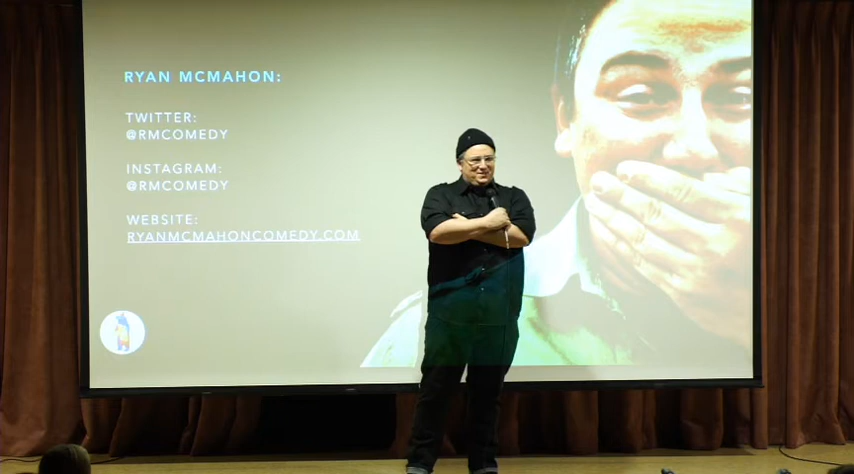 RYAN MCMAHON:
TWITTER:
@RMCOMEDY
INSTAGRAM:
@RMCOMEDY
WEBSITE:
RYANMCMAHONCOMEDY.COM